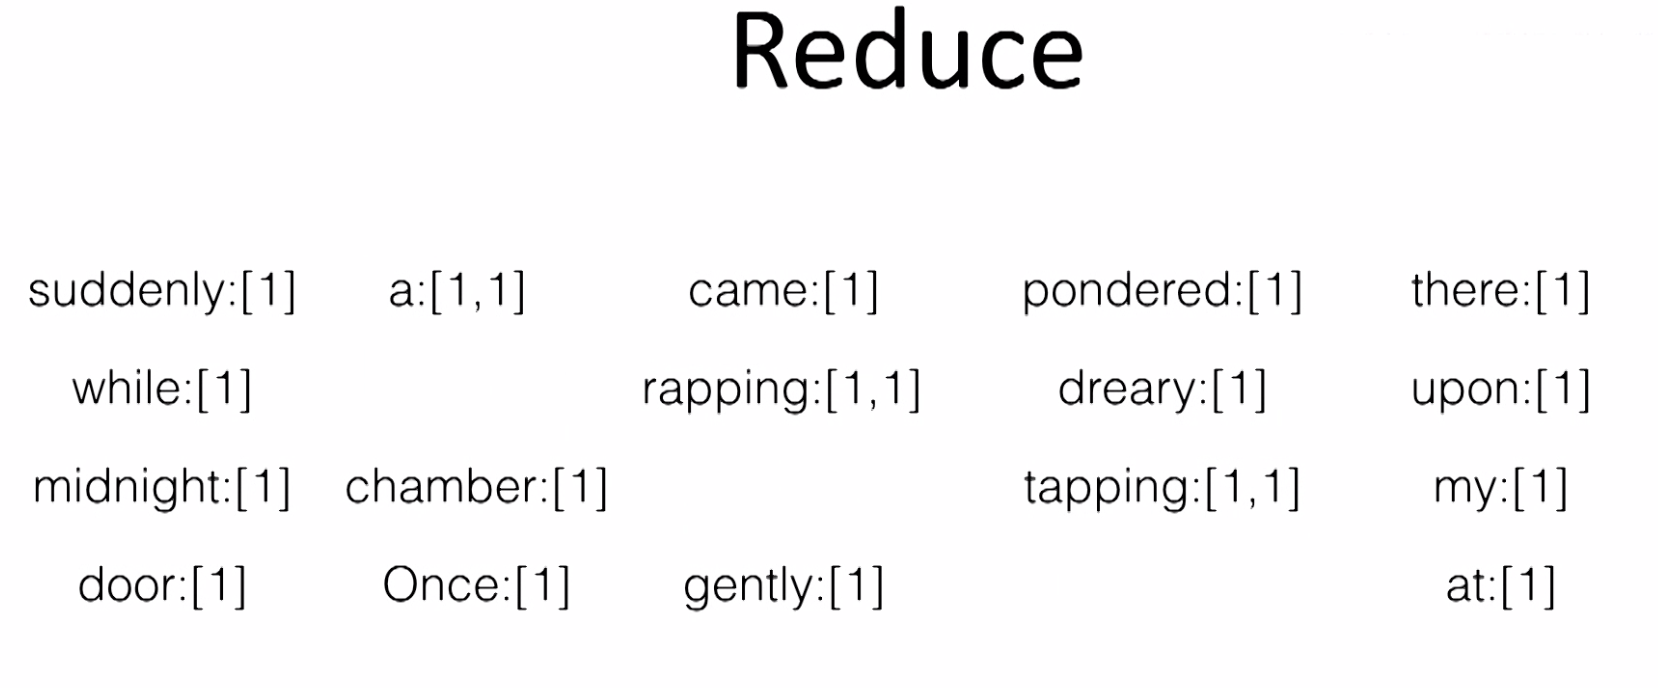 Reduce
suddenly:[1] a:[1,1] came:[1] pondered:[1] there:[1]
while:[1] rapping:[1,1] dreary:[1] upon:[1]
midnight:[1] chamber:[1] tapping:[1,1] my:[1]
door:[1] Once:[1] gently:[1] at:[1]